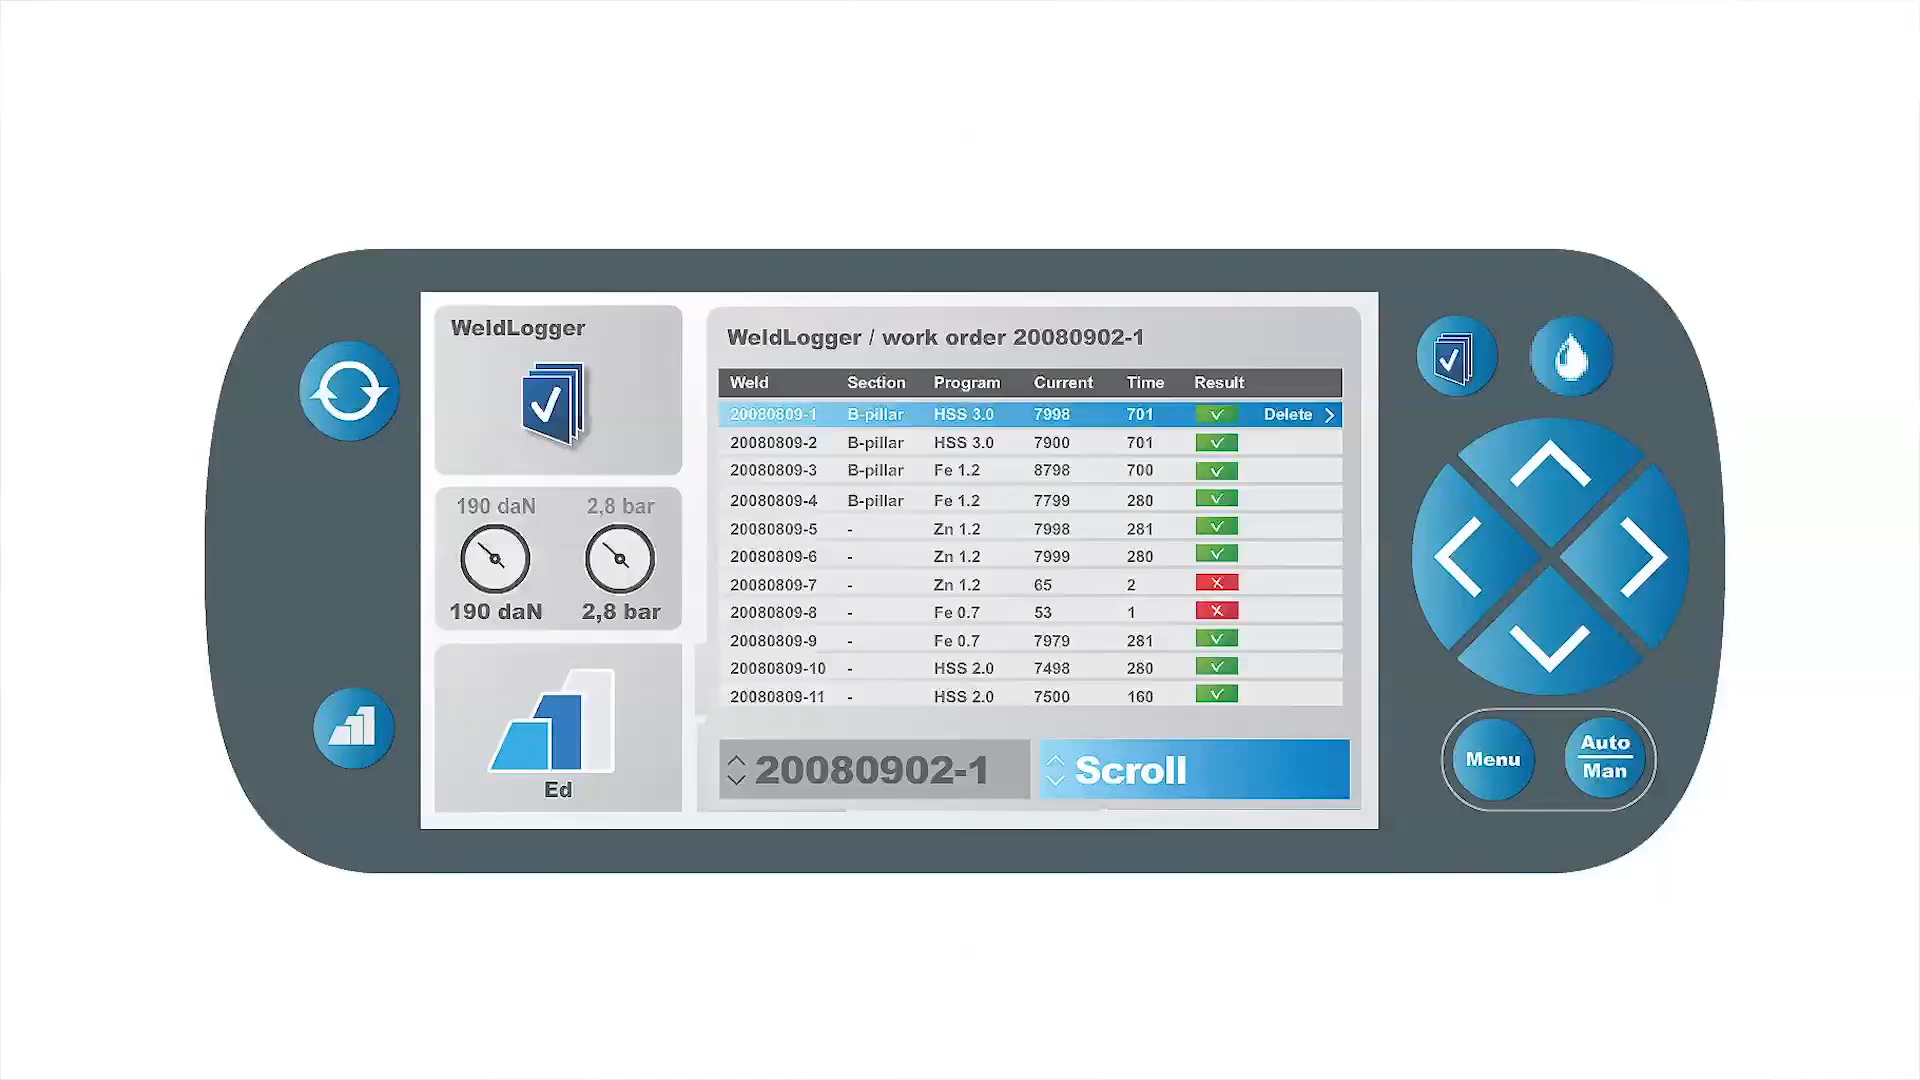 WeldLogger
190 daN 2,8 bar
190 daN 2,8 bar
Ed
WeldLogger / work order 20080902-1
Weld Section Program Current Time Result
20080809-1 B-pillar HSS 3.0 7998 701 Delete
20080809-2 B-pillar HSS 3.0 7900 701
20080809-3 B-pillar Fe 1.2 8798 700
20080809-4 B-pillar Fe 1.2 7799 280
20080809-5 - Zn 1.2 7998 281
20080809-6 - Zn 1.2 7999 280
20080809-7 - Zn 1.2 65 2
20080809-8 - Fe 0.7 53 1
20080809-9 - Fe 0.7 7979 281
20080809-10 - HSS 2.0 7498 280
20080809-11 - HSS 2.0 7500 160
20080902-1 Scroll
Menu
Auto
Man